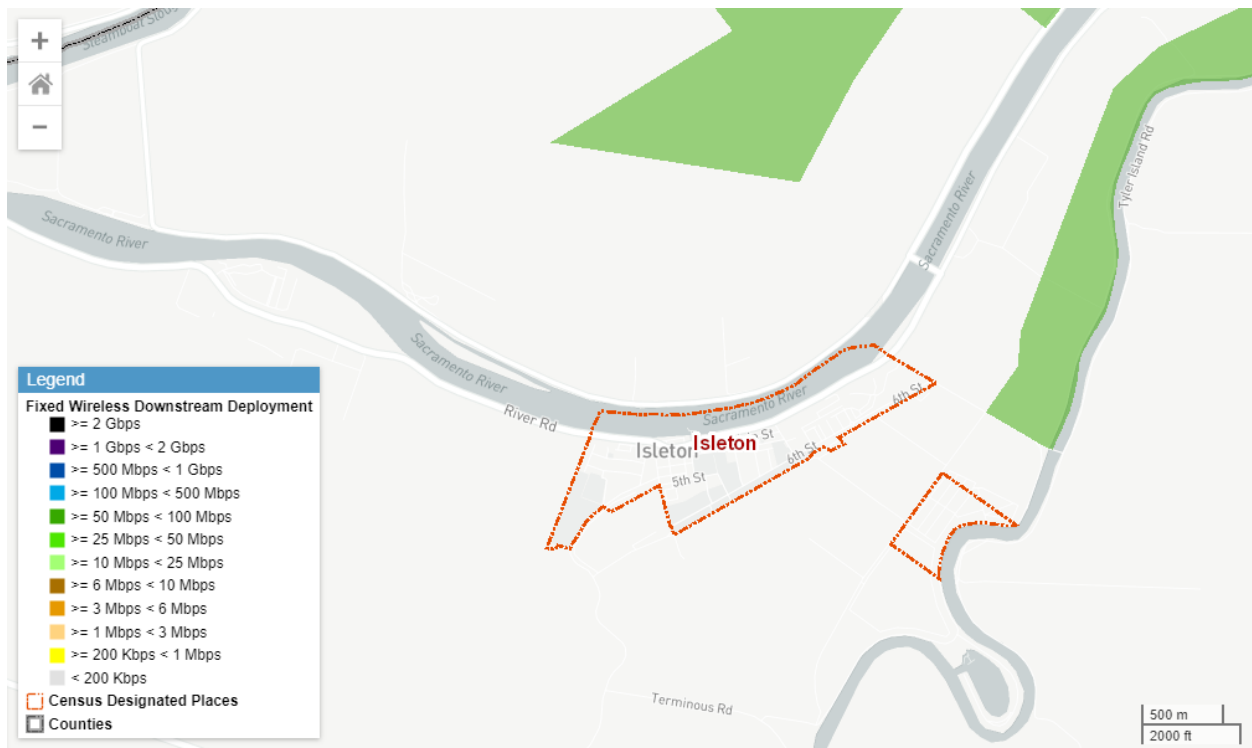 +
−
Steamboat Slough
Sacramento River
Sacramento River
River Rd
Sacramento River
Sacramento River
Tyler Island Rd
Isleton
Isleton
St
6th St
6th St
5th St
Terminous Rd
Legend
Fixed Wireless Downstream Deployment
>= 2 Gbps
>= 1 Gbps < 2 Gbps
>= 500 Mbps < 1 Gbps
>= 100 Mbps < 500 Mbps
>= 50 Mbps < 100 Mbps
>= 25 Mbps < 50 Mbps
>= 10 Mbps < 25 Mbps
>= 6 Mbps < 10 Mbps
>= 3 Mbps < 6 Mbps
>= 1 Mbps < 3 Mbps
>= 200 Kbps < 1 Mbps
< 200 Kbps
Census Designated Places
Counties
500 m
2000 ft